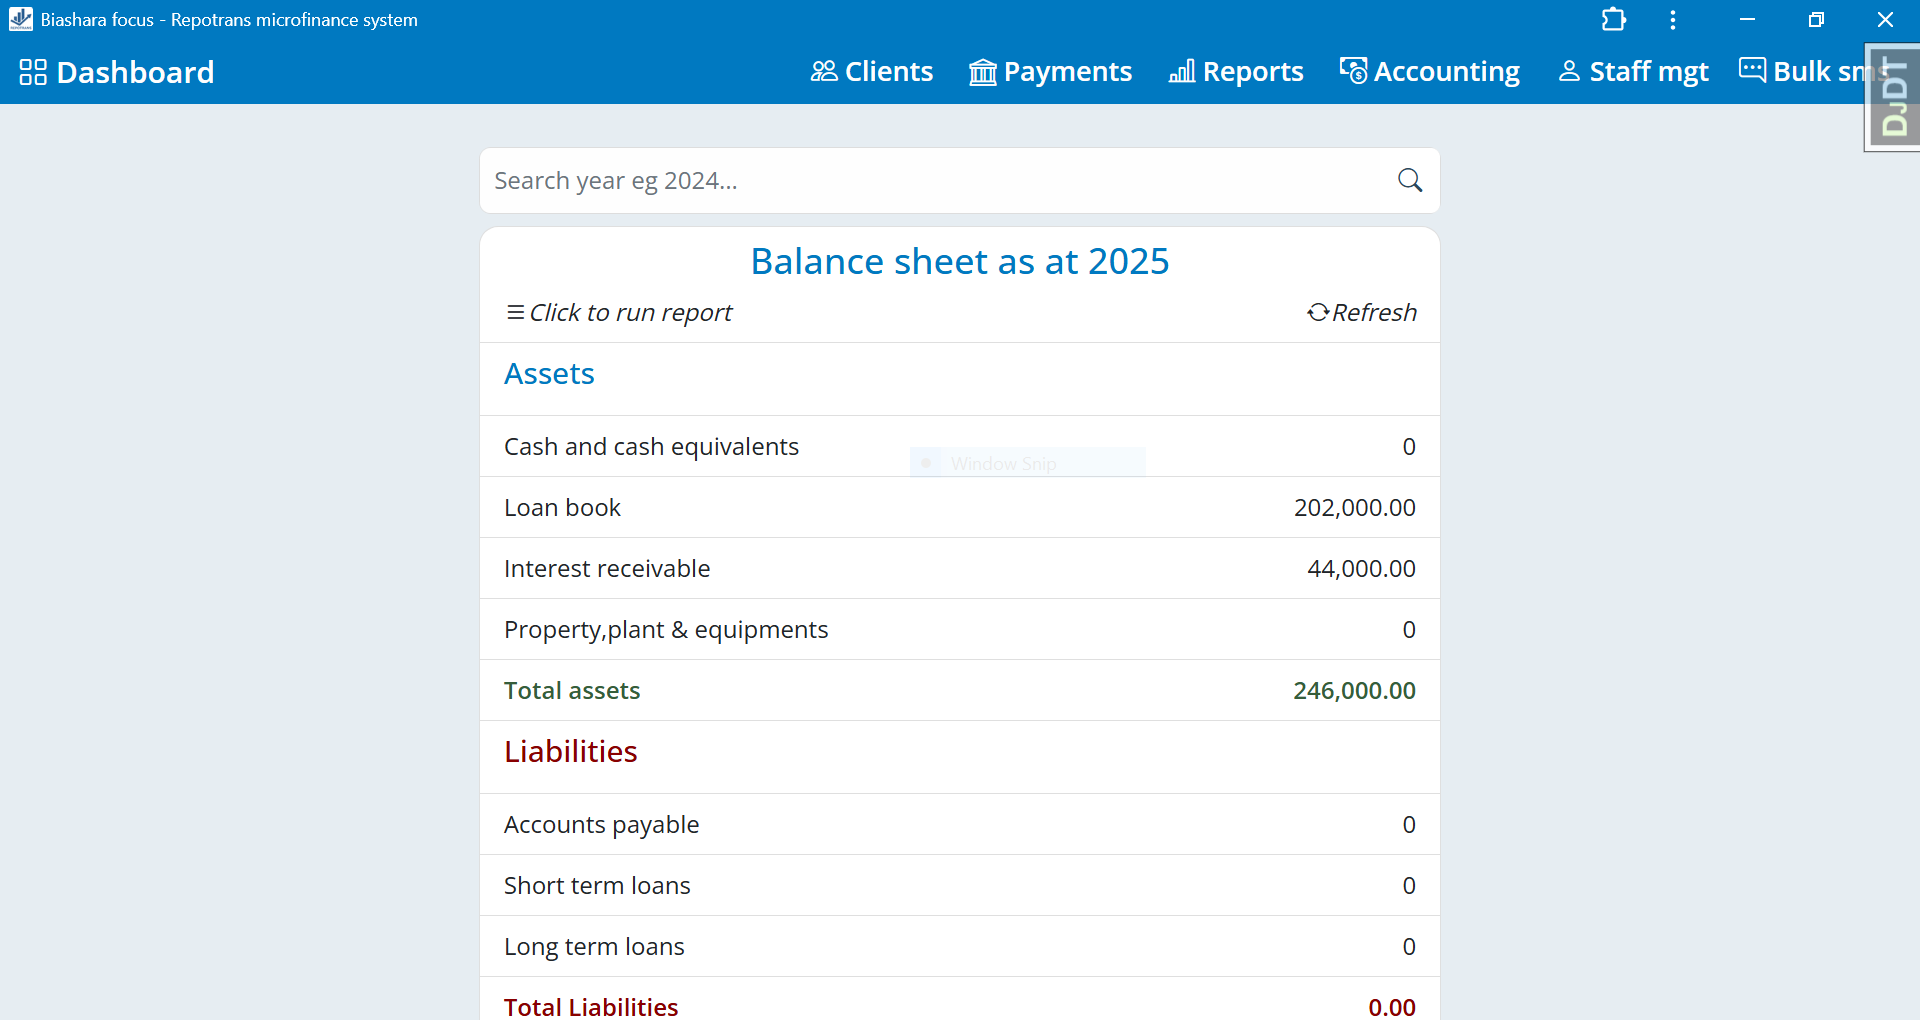 Biashara focus - Repotrans microfinance system
Dashboard
Clients
Payments
Reports
Accounting
Staff mgt
Bulk sms
DjDT
Search year eg 2024...
Balance sheet as at 2025
Click to run report
Refresh
Assets
Cash and cash equivalents 0
Window Snip
Loan book 202,000.00
Interest receivable 44,000.00
Property,plant & equipments 0
Total assets 246,000.00
Liabilities
Accounts payable 0
Short term loans 0
Long term loans 0
Total Liabilities 0.00